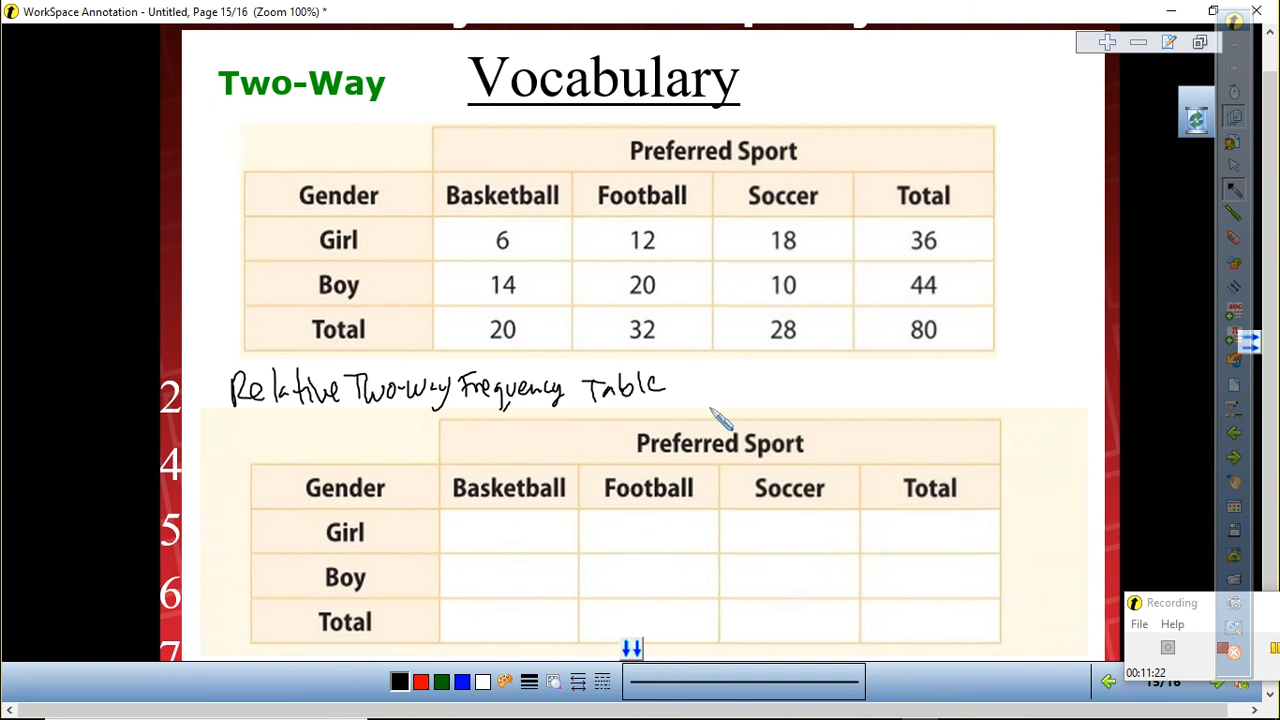 WorkSpace Annotation - Untitled, Page 15/16 (Zoom 100%) *
Two-Way
Vocabulary
Preferred Sport
Gender Basketball Football Soccer Total
Girl 6 12 18 36
Boy 14 20 10 44
Total 20 32 28 80
Relative Two-way Frequency Table
2
Preferred Sport
4
Gender Basketball Football Soccer Total
5
Girl
Boy
6
Total
7
Recording
File Help
00:11:22
15/16